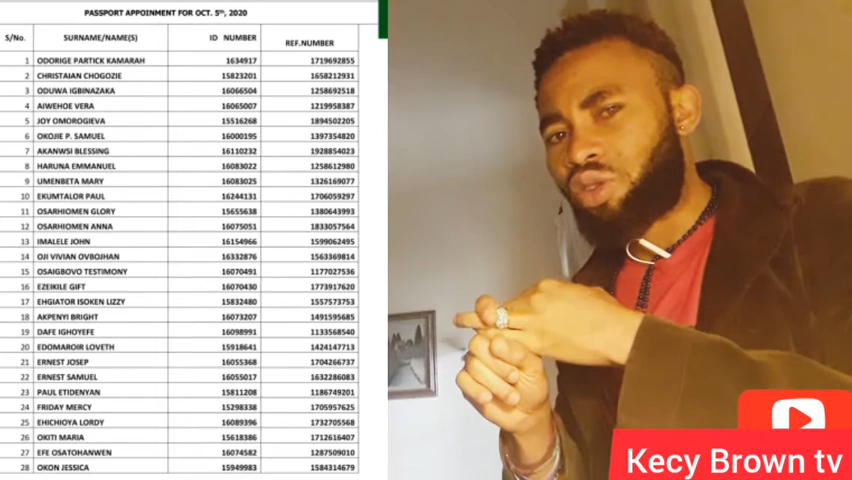 PASSPORT APPOINMENT FOR OCT. 5th, 2020
S/No. SURNAME/NAME(S) ID NUMBER REF.NUMBER
1 ODORIGE PARTICK KAMARAH 1634917 1719692855
2 CHRISTAIAN CHOGOZIE 15823201 1658212931
3 ODUWA IGBINAZAKA 16066504 1258692518
4 AIWEHOE VERA 16065007 1219958387
5 JOY OMOROGIEVA 15516268 1894502205
6 OKOJIE P. SAMUEL 16000195 1397354820
7 AKANWSI BLESSING 16110232 1928854023
8 HARUNA EMMANUEL 16083022 1258612980
9 UMENBETA MARY 16083025 1326169077
10 EKUMTALOR PAUL 16244131 1706059297
11 OSARHIOMEN GLORY 15655638 1380643993
12 OSARHIOMEN ANNA 16075051 1833057564
13 IMALELE JOHN 16154966 1599062495
14 OJI VIVIAN OVBOJHAN 16332876 1563369814
15 OSAIGBOVO TESTIMONY 16070491 1177027536
16 EZEIKILE GIFT 16070430 1773917620
17 EHGIATOR ISOKEN LIZZY 15832480 1557573753
18 AKPENYI BRIGHT 16073207 1491595685
19 DAFE IGHOYEFE 16098991 1133568540
20 EDOMAROIR LOVETH 15918641 1424147713
21 ERNEST JOSEP 16055368 1704266737
22 ERNEST SAMUEL 16055017 1632286083
23 PAUL ETIDENYAN 15811208 1186749201
24 FRIDAY MERCY 15298338 1705957625
25 EHICHIOYA LORDY 16089396 1732705568
26 OKITI MARIA 15618386 1712616407
27 EFE OSATOHANWEN 16074582 1287509010
28 OKON JESSICA 15949983 1584314679
Kecy Brown tv